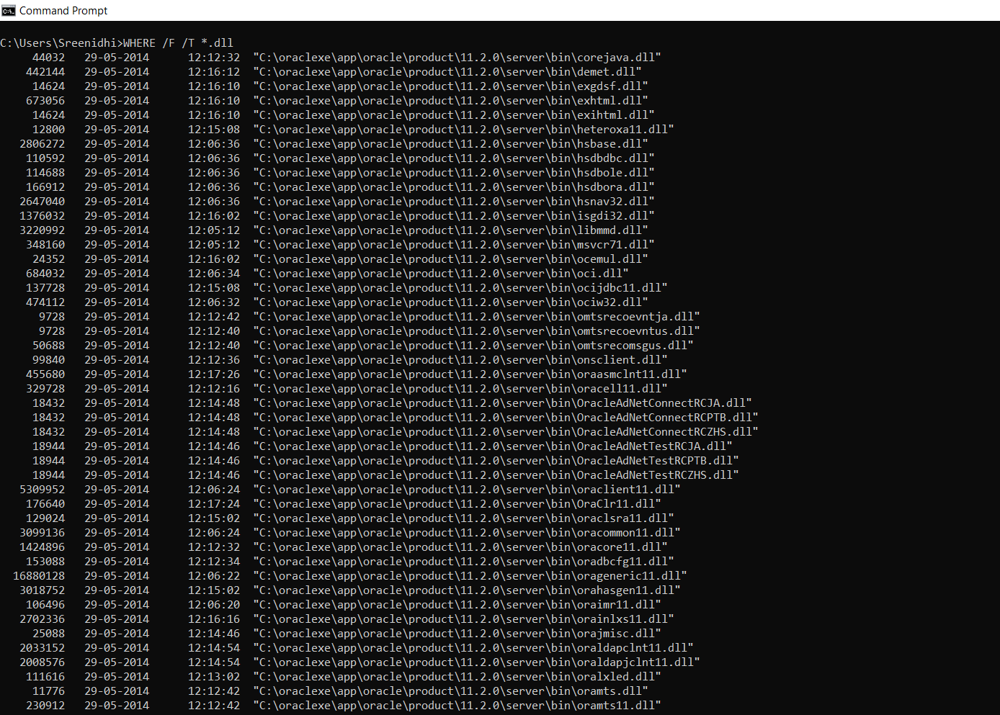 Command Prompt
C:\Users\Sreenidhi>WHERE /F /T *.dll
44032 29-05-2014 12:12:32 "C:\oraclexe\app\oracle\product\11.2.0\server\bin\corejava.dll"
442144 29-05-2014 12:16:12 "C:\oraclexe\app\oracle\product\11.2.0\server\bin\demet.dll"
14624 29-05-2014 12:16:10 "C:\oraclexe\app\oracle\product\11.2.0\server\bin\exgdsf.dll"
673056 29-05-2014 12:16:10 "C:\oraclexe\app\oracle\product\11.2.0\server\bin\exhtml.dll"
14624 29-05-2014 12:16:10 "C:\oraclexe\app\oracle\product\11.2.0\server\bin\exihtml.dll"
12800 29-05-2014 12:15:08 "C:\oraclexe\app\oracle\product\11.2.0\server\bin\heteroxa11.dll"
2806272 29-05-2014 12:06:36 "C:\oraclexe\app\oracle\product\11.2.0\server\bin\hsbase.dll"
110592 29-05-2014 12:06:36 "C:\oraclexe\app\oracle\product\11.2.0\server\bin\hsdbdbc.dll"
114688 29-05-2014 12:06:36 "C:\oraclexe\app\oracle\product\11.2.0\server\bin\hsdbole.dll"
166912 29-05-2014 12:06:36 "C:\oraclexe\app\oracle\product\11.2.0\server\bin\hsdbora.dll"
2647040 29-05-2014 12:06:36 "C:\oraclexe\app\oracle\product\11.2.0\server\bin\hsnav32.dll"
1376032 29-05-2014 12:16:02 "C:\oraclexe\app\oracle\product\11.2.0\server\bin\isgdi32.dll"
3220992 29-05-2014 12:05:12 "C:\oraclexe\app\oracle\product\11.2.0\server\bin\libmmd.dll"
348160 29-05-2014 12:05:12 "C:\oraclexe\app\oracle\product\11.2.0\server\bin\msvcr71.dll"
24352 29-05-2014 12:16:02 "C:\oraclexe\app\oracle\product\11.2.0\server\bin\ocemul.dll"
684032 29-05-2014 12:06:34 "C:\oraclexe\app\oracle\product\11.2.0\server\bin\oci.dll"
137728 29-05-2014 12:15:08 "C:\oraclexe\app\oracle\product\11.2.0\server\bin\ocijdbc11.dll"
474112 29-05-2014 12:06:32 "C:\oraclexe\app\oracle\product\11.2.0\server\bin\ociw32.dll"
9728 29-05-2014 12:12:42 "C:\oraclexe\app\oracle\product\11.2.0\server\bin\omtsrecoevntja.dll"
9728 29-05-2014 12:12:40 "C:\oraclexe\app\oracle\product\11.2.0\server\bin\omtsrecoevntus.dll"
50688 29-05-2014 12:12:40 "C:\oraclexe\app\oracle\product\11.2.0\server\bin\omtsrecomsgus.dll"
99840 29-05-2014 12:12:36 "C:\oraclexe\app\oracle\product\11.2.0\server\bin\onsclient.dll"
455680 29-05-2014 12:17:26 "C:\oraclexe\app\oracle\product\11.2.0\server\bin\oraasmclnt11.dll"
329728 29-05-2014 12:12:16 "C:\oraclexe\app\oracle\product\11.2.0\server\bin\oracell11.dll"
18432 29-05-2014 12:14:48 "C:\oraclexe\app\oracle\product\11.2.0\server\bin\OracleAdNetConnectRCJA.dll"
18432 29-05-2014 12:14:48 "C:\oraclexe\app\oracle\product\11.2.0\server\bin\OracleAdNetConnectRCPTB.dll"
18432 29-05-2014 12:14:48 "C:\oraclexe\app\oracle\product\11.2.0\server\bin\OracleAdNetConnectRCZHS.dll"
18944 29-05-2014 12:14:46 "C:\oraclexe\app\oracle\product\11.2.0\server\bin\OracleAdNetTestRCJA.dll"
18944 29-05-2014 12:14:46 "C:\oraclexe\app\oracle\product\11.2.0\server\bin\OracleAdNetTestRCPTB.dll"
18944 29-05-2014 12:14:46 "C:\oraclexe\app\oracle\product\11.2.0\server\bin\OracleAdNetTestRCZHS.dll"
5309952 29-05-2014 12:06:24 "C:\oraclexe\app\oracle\product\11.2.0\server\bin\oraclient11.dll"
176640 29-05-2014 12:17:24 "C:\oraclexe\app\oracle\product\11.2.0\server\bin\OraClr11.dll"
129024 29-05-2014 12:15:02 "C:\oraclexe\app\oracle\product\11.2.0\server\bin\oraclsra11.dll"
3099136 29-05-2014 12:06:24 "C:\oraclexe\app\oracle\product\11.2.0\server\bin\oracommon11.dll"
1424896 29-05-2014 12:12:32 "C:\oraclexe\app\oracle\product\11.2.0\server\bin\oracore11.dll"
153088 29-05-2014 12:12:34 "C:\oraclexe\app\oracle\product\11.2.0\server\bin\oradbcfg11.dll"
16880128 29-05-2014 12:06:22 "C:\oraclexe\app\oracle\product\11.2.0\server\bin\orageneric11.dll"
3018752 29-05-2014 12:15:02 "C:\oraclexe\app\oracle\product\11.2.0\server\bin\orahasgen11.dll"
106496 29-05-2014 12:06:20 "C:\oraclexe\app\oracle\product\11.2.0\server\bin\oraimr11.dll"
2702336 29-05-2014 12:16:16 "C:\oraclexe\app\oracle\product\11.2.0\server\bin\orainlxs11.dll"
25088 29-05-2014 12:14:46 "C:\oraclexe\app\oracle\product\11.2.0\server\bin\orajmisc.dll"
2033152 29-05-2014 12:14:54 "C:\oraclexe\app\oracle\product\11.2.0\server\bin\oraldapclnt11.dll"
2008576 29-05-2014 12:14:54 "C:\oraclexe\app\oracle\product\11.2.0\server\bin\oraldapjclnt11.dll"
111616 29-05-2014 12:13:02 "C:\oraclexe\app\oracle\product\11.2.0\server\bin\oralxled.dll"
11776 29-05-2014 12:12:42 "C:\oraclexe\app\oracle\product\11.2.0\server\bin\oramts.dll"
230912 29-05-2014 12:12:42 "C:\oraclexe\app\oracle\product\11.2.0\server\bin\oramts11.dll"